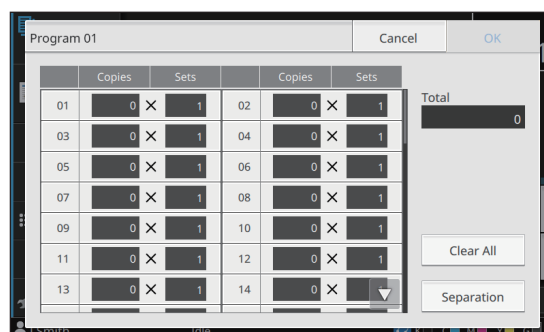 Program 01 Cancel OK
Copies Sets Copies Sets
01 0 × 1 02 0 × 1
Total
0
03 0 × 1 04 0 × 1
05 0 × 1 06 0 × 1
07 0 × 1 08 0 × 1
09 0 × 1 10 0 × 1
11 0 × 1 12 0 × 1
Clear All
13 0 × 1 14 0 ×
Separation
J.Smith Idle